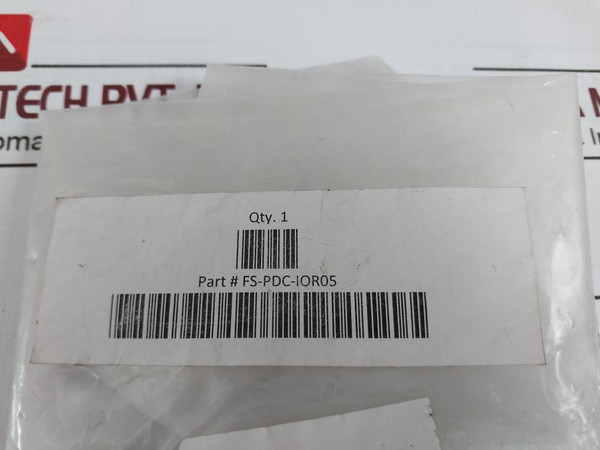 TECH PVT.
Qty. 1
Part # FS-PDC-IOR05